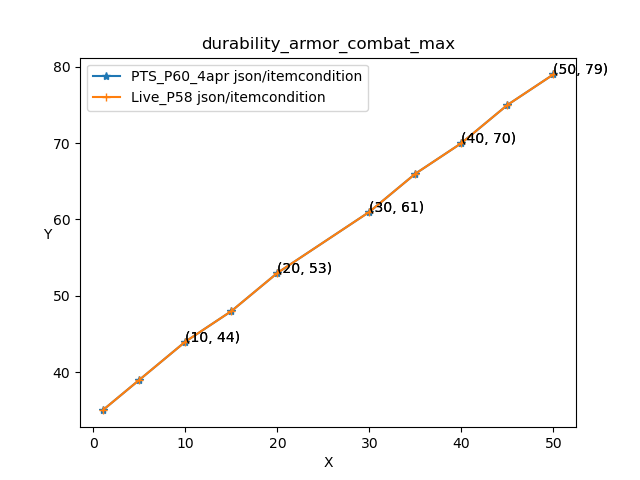 durability_armor_combat_max
PTS_P60_4apr json/itemcondition
Live_P58 json/itemcondition
(50, 79)
(40, 70)
(30, 61)
(20, 53)
(10, 44)
80
70
60
50
40
Y
0 10 20 30 40 50
X